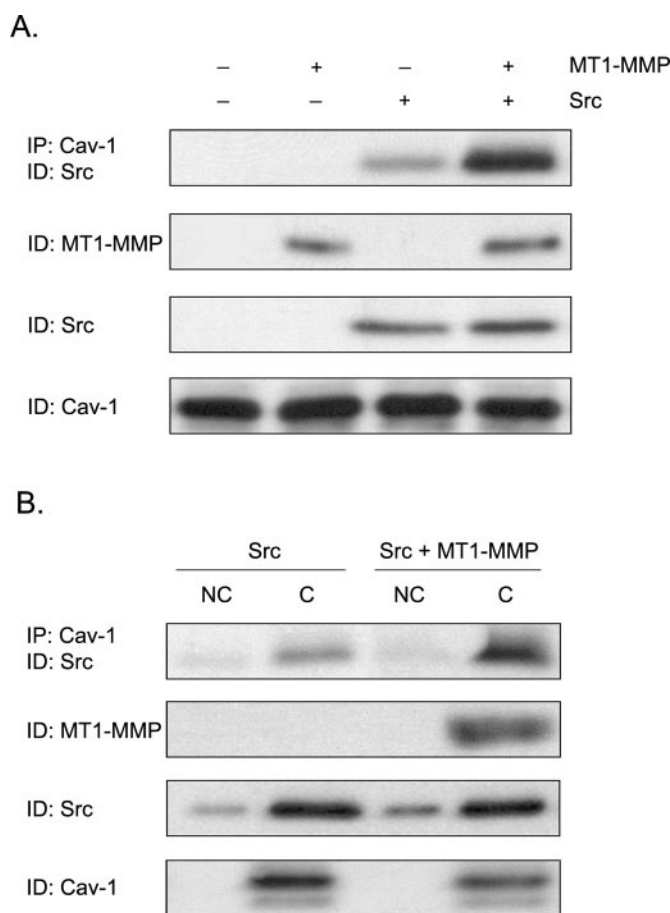 A.
– + – + MT1-MMP
– – + + Src
IP: Cav-1
ID: Src
ID: MT1-MMP
ID: Src
ID: Cav-1
B.
Src Src + MT1-MMP
NC C NC C
IP: Cav-1
ID: Src
ID: MT1-MMP
ID: Src
ID: Cav-1